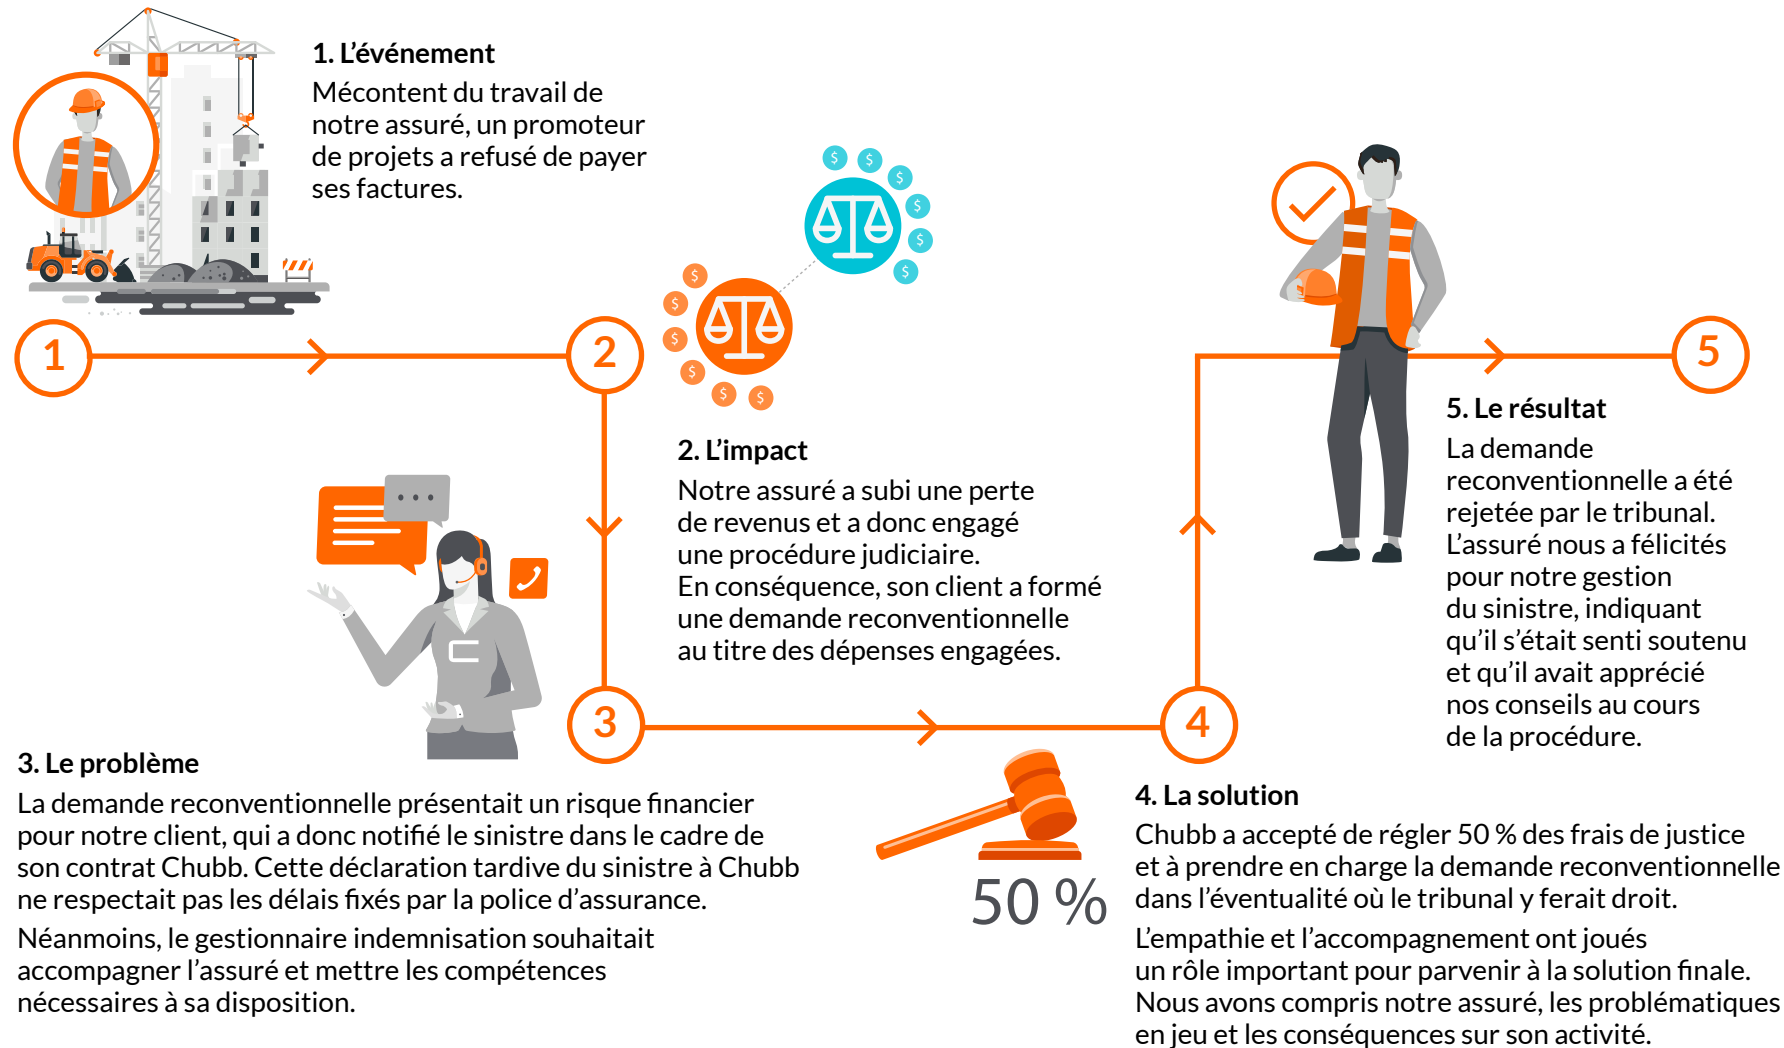 1. L’événement
Mécontent du travail de
notre assuré, un promoteur
de projets a refusé de payer
ses factures.
$ $ $ $ $ $
$ $ $ $ $ $
1
2
5
2. L’impact
Notre assuré a subi une perte
de revenus et a donc engagé
une procédure judiciaire.
En conséquence, son client a formé
une demande reconventionnelle
au titre des dépenses engagées.
3
4
3. Le problème
La demande reconventionnelle présentait un risque financier
pour notre client, qui a donc notifié le sinistre dans le cadre de
son contrat Chubb. Cette déclaration tardive du sinistre à Chubb
ne respectait pas les délais fixés par la police d’assurance.
Néanmoins, le gestionnaire indemnisation souhaitait
accompagner l’assuré et mettre les compétences
nécessaires à sa disposition.
50 %
4. La solution
Chubb a accepté de régler 50 % des frais de justice
et à prendre en charge la demande reconventionnelle
dans l’éventualité où le tribunal y ferait droit.
L’empathie et l’accompagnement ont joués
un rôle important pour parvenir à la solution finale.
Nous avons compris notre assuré, les problématiques
en jeu et les conséquences sur son activité.
5. Le résultat
La demande
reconventionnelle a été
rejetée par le tribunal.
L’assuré nous a félicités
pour notre gestion
du sinistre, indiquant
qu’il s’était senti soutenu
et qu’il avait apprécié
nos conseils au cours
de la procédure.